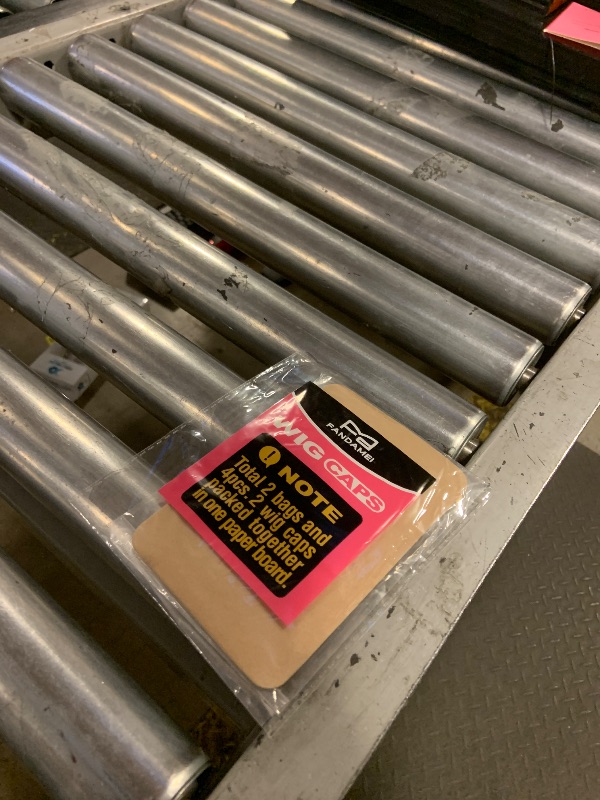 FANDAMEI
WIG CAPS
! NOTE
Total 2 bags and
4pcs. 2 wig caps
packed together
in one paper board.